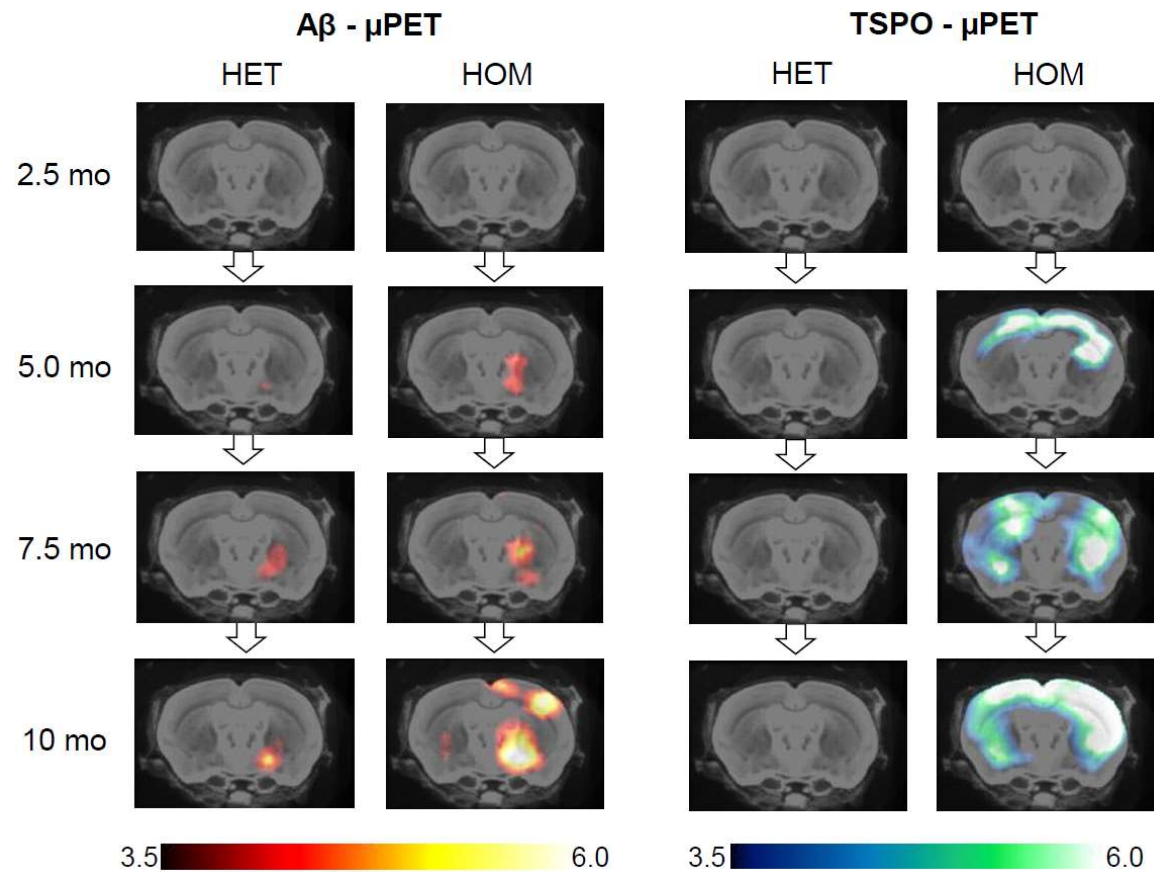 Aβ - μPET TSPO - μPET
HET HOM HET HOM
2.5 mo
5.0 mo
7.5 mo
10 mo
3.5 6.0 3.5 6.0